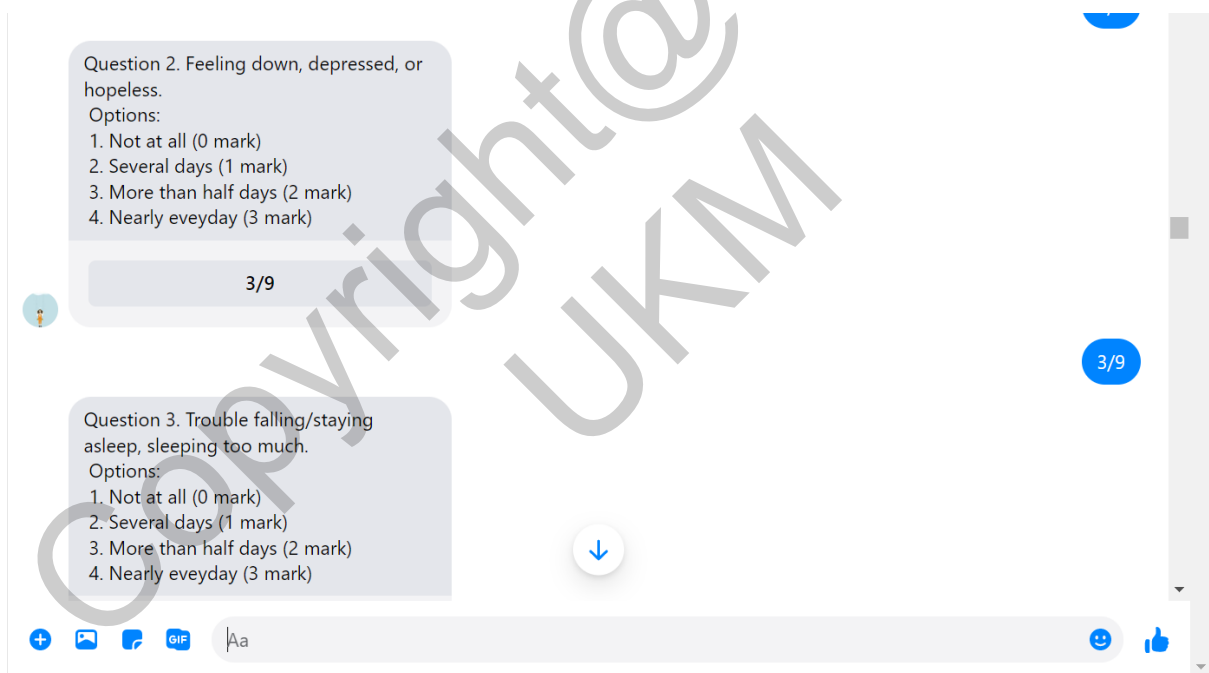 Question 2. Feeling down, depressed, or
hopeless.
Options:
1. Not at all (0 mark)
2. Several days (1 mark)
3. More than half days (2 mark)
4. Nearly eveyday (3 mark)
3/9
3/9
Question 3. Trouble falling/staying
asleep, sleeping too much.
Options:
1. Not at all (0 mark)
2. Several days (1 mark)
3. More than half days (2 mark)
4. Nearly eveyday (3 mark)
GIF
Aa
Copyright@
UKM